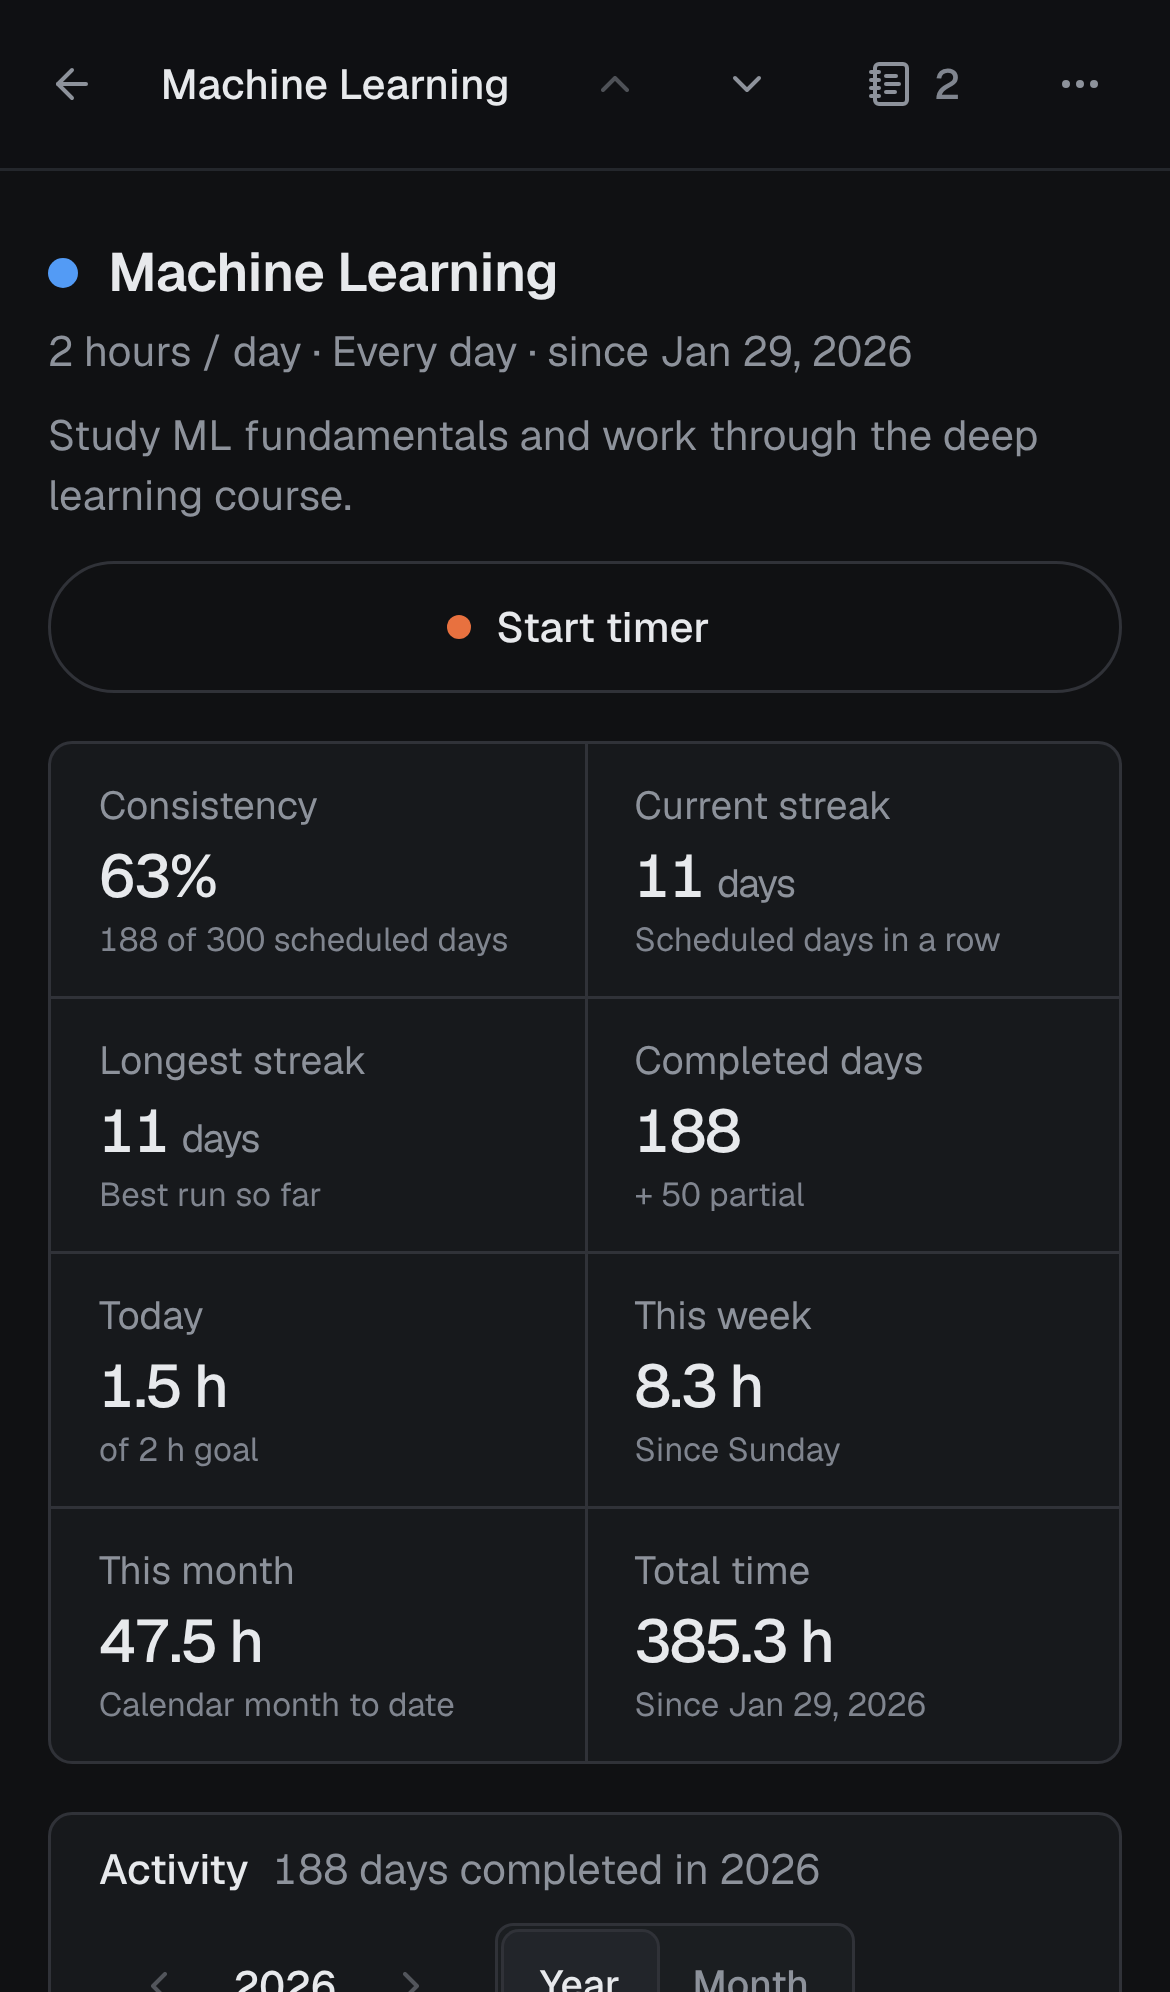 Machine Learning
2
Machine Learning
2 hours / day · Every day · since Jan 29, 2026
Study ML fundamentals and work through the deep
learning course.
Start timer
Consistency
63%
188 of 300 scheduled days
Current streak
11 days
Scheduled days in a row
Longest streak
11 days
Best run so far
Completed days
188
+ 50 partial
Today
1.5 h
of 2 h goal
This week
8.3 h
Since Sunday
This month
47.5 h
Calendar month to date
Total time
385.3 h
Since Jan 29, 2026
Activity 188 days completed in 2026
2026 Year Month